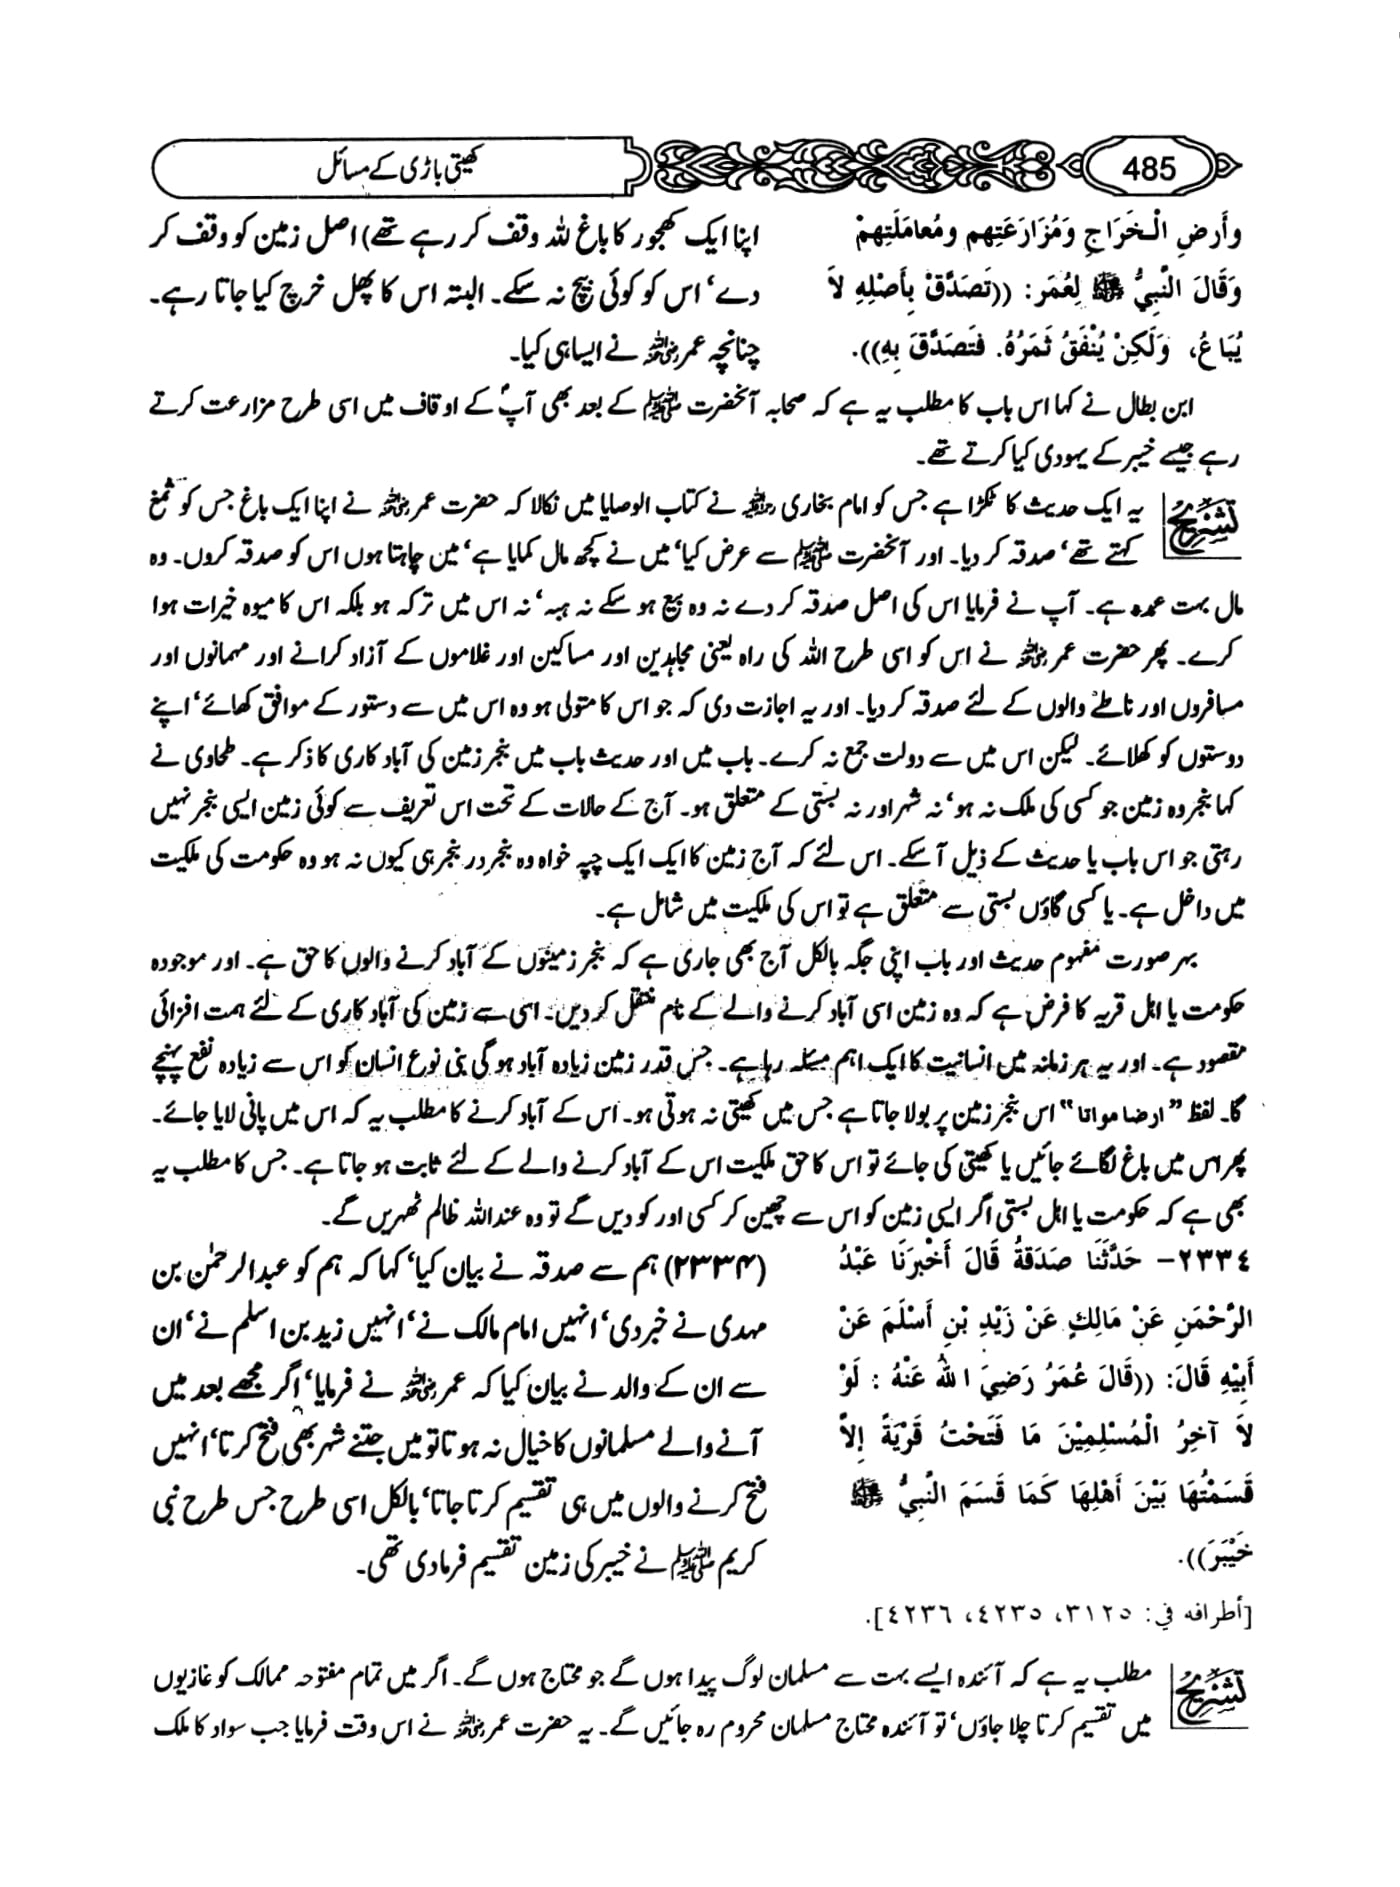 485
کھیتی باڑی کے مسائل
وأَرضِ الْخَرَاجِ وَمُزَارَعَتِهِم ومُعامَلَتِهِمْ
وَقَالَ النَّبِيُّ ﷺ لِعُمَر: ((تَصَدَّقْ بِأَصْلِهِ لاَ
يُبَاعُ، وَلَكِنْ يُنْفَقُ ثَمَرُهُ. فَتَصَدَّقَ بِهِ)).
اپنا ایک کھجور کا باغ للہ وقف کر رہے تھے) اصل زمین کو وقف کر
دے‘ اس کو کوئی بیچ نہ سکے۔ البتہ اس کا پھل خرچ کیا جاتا رہے۔
چنانچہ عمر رضی اللہ عنہ نے ایسا ہی کیا۔
ابن بطال نے کہا اس باب کا مطلب یہ ہے کہ صحابہ آنحضرت ﷺ کے بعد بھی آپؐ کے اوقاف میں اسی طرح مزارعت کرتے
رہے جیسے خیبر کے یہودی کیا کرتے تھے۔
تشریح
یہ ایک حدیث کا ٹکڑا ہے جس کو امام بخاری رحمہ اللہ نے کتاب الوصایا میں نکالا کہ حضرت عمر رضی اللہ عنہ نے اپنا ایک باغ جس کو ثمغ
کہتے تھے‘ صدقہ کر دیا۔ اور آنحضرت ﷺ سے عرض کیا‘ میں نے کچھ مال کمایا ہے‘ میں چاہتا ہوں اس کو صدقہ کروں۔ وہ
مال بہت عمدہ ہے۔ آپ نے فرمایا اس کی اصل صدقہ کر دے نہ وہ بیع ہو سکے نہ ہبہ‘ نہ اس میں ترکہ ہو بلکہ اس کا میوہ خیرات ہوا
کرے۔ پھر حضرت عمر رضی اللہ عنہ نے اس کو اسی طرح اللہ کی راہ یعنی مجاہدین اور مساکین اور غلاموں کے آزاد کرانے اور مہمانوں اور
مسافروں اور ناطے والوں کے لئے صدقہ کر دیا۔ اور یہ اجازت دی کہ جو اس کا متولی ہو وہ اس میں سے دستور کے موافق کھائے‘ اپنے
دوستوں کو کھلائے۔ لیکن اس میں سے دولت جمع نہ کرے۔ باب میں اور حدیث باب میں بنجر زمین کی آباد کاری کا ذکر ہے۔ طحاوی نے
کہا بنجر وہ زمین جو کسی کی ملک نہ ہو‘ نہ شہر اور نہ بستی کے متعلق ہو۔ آج کے حالات کے تحت اس تعریف سے کوئی زمین ایسی بنجر نہیں
رہتی جو اس باب یا حدیث کے ذیل آ سکے۔ اس لئے کہ آج زمین کا ایک ایک چپہ خواہ وہ بنجر در بنجر ہی کیوں نہ ہو وہ حکومت کی ملکیت
میں داخل ہے۔ یا کسی گاؤں بستی سے متعلق ہے تو اس کی ملکیت میں شامل ہے۔
بہر صورت مفہوم حدیث اور باب اپنی جگہ بالکل آج بھی جاری ہے کہ بنجر زمینوں کے آباد کرنے والوں کا حق ہے۔ اور موجودہ
حکومت یا اہل قریہ کا فرض ہے کہ وہ زمین اسی آباد کرنے والے کے نام منتقل کر دیں۔ اسی سے زمین کی آباد کاری کے لئے ہمت افزائی
مقصود ہے۔ اور یہ ہر زمانہ میں انسانیت کا ایک اہم مسئلہ رہا ہے۔ جس قدر زمین زیادہ آباد ہو گی بنی نوع انسان کو اس سے زیادہ نفع پہنچے
گا۔ لفظ ”ارضا مواتا“ اس بنجر زمین پر بولا جاتا ہے جس میں کھیتی نہ ہوتی ہو۔ اس کے آباد کرنے کا مطلب یہ کہ اس میں پانی لایا جائے۔
پھر اس میں باغ لگائے جائیں یا کھیتی کی جائے تو اس کا حق ملکیت اس کے آباد کرنے والے کے لئے ثابت ہو جاتا ہے۔ جس کا مطلب یہ
بھی ہے کہ حکومت یا اہل بستی اگر ایسی زمین کو اس سے چھین کر کسی اور کو دیں گے تو وہ عنداللہ ظالم ٹھہریں گے۔
٢٣٣٤- حَدَّثَنَا صَدَقَةُ قَالَ أَخْبَرَنَا عَبْدُ
الرَّحْمَنِ عَنْ مَالِكٍ عَنْ زَيْدِ بْنِ أَسْلَمَ عَنْ
أَبِيْهِ قَالَ: ((قَالَ عُمَرُ رَضِيَ اللهُ عَنْهُ : لَوْ
لاَ آخِرُ الْمُسْلِمِيْنَ مَا فَتَحْتُ قَرْيَةً إِلاَّ
قَسَمْتُهَا بَيْنَ أَهْلِهَا كَمَا قَسَمَ النَّبِيُّ ﷺ
خَيْبَرَ)).
[أطرافه في: ٣١٢٥، ٤٢٣٥، ٤٢٣٦].
(۲۳۳۴) ہم سے صدقہ نے بیان کیا‘ کہا کہ ہم کو عبدالرحمٰن بن
مہدی نے خبر دی‘ انہیں امام مالک نے‘ انہیں زید بن اسلم نے‘ ان
سے ان کے والد نے بیان کیا کہ عمر رضی اللہ عنہ نے فرمایا‘ اگر مجھے بعد میں
آنے والے مسلمانوں کا خیال نہ ہوتا تو میں جتنے شہر بھی فتح کرتا‘ انہیں
فتح کرنے والوں میں ہی تقسیم کرتا جاتا‘ بالکل اسی طرح جس طرح نبی
کریم ﷺ نے خیبر کی زمین تقسیم فرما دی تھی۔
تشریح
مطلب یہ ہے کہ آئندہ ایسے بہت سے مسلمان لوگ پیدا ہوں گے جو محتاج ہوں گے۔ اگر میں تمام مفتوحہ ممالک کو غازیوں
میں تقسیم کرتا چلا جاؤں‘ تو آئندہ محتاج مسلمان محروم رہ جائیں گے۔ یہ حضرت عمر رضی اللہ عنہ نے اس وقت فرمایا جب سواد کا ملک